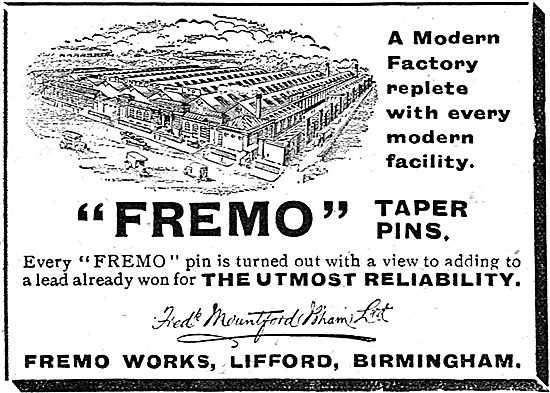 A Modern
Factory
replete
with every
modern
facility.
"FREMO" TAPER
PINS.
Every "FREMO" pin is turned out with a view to adding to
a lead already won for THE UTMOST RELIABILITY.
Fredk Mountford (Bham) Ltd
FREMO WORKS, LIFFORD, BIRMINGHAM.